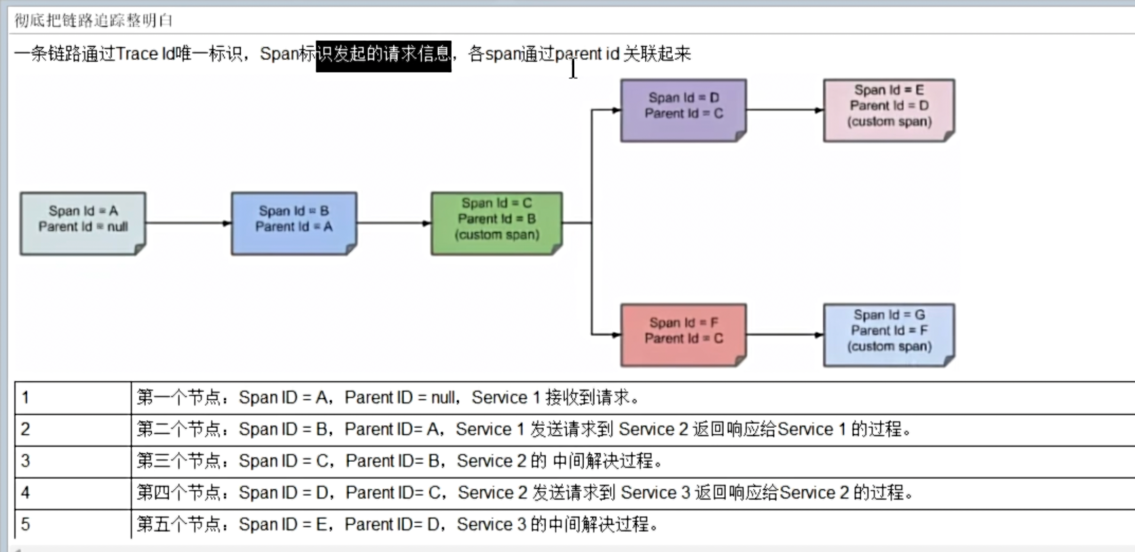 彻底把链路追踪整明白
一条链路通过Trace Id唯一标识，Span标识发起的请求信息，各span通过parent id 关联起来
Span Id = D
Parent Id = C
Span Id = E
Parent Id = D
(custom span)
Span Id = A
Parent Id = null
Span Id = B
Parent Id = A
Span Id = C
Parent Id = B
(custom span)
Span Id = F
Parent Id = C
Span Id = G
Parent Id = F
(custom span)
1 第一个节点：Span ID = A，Parent ID = null，Service 1 接收到请求。
2 第二个节点：Span ID = B，Parent ID= A，Service 1 发送请求到 Service 2 返回响应给Service 1 的过程。
3 第三个节点：Span ID = C，Parent ID= B，Service 2 的 中间解决过程。
4 第四个节点：Span ID = D，Parent ID= C，Service 2 发送请求到 Service 3 返回响应给Service 2 的过程。
5 第五个节点：Span ID = E，Parent ID= D，Service 3 的中间解决过程。